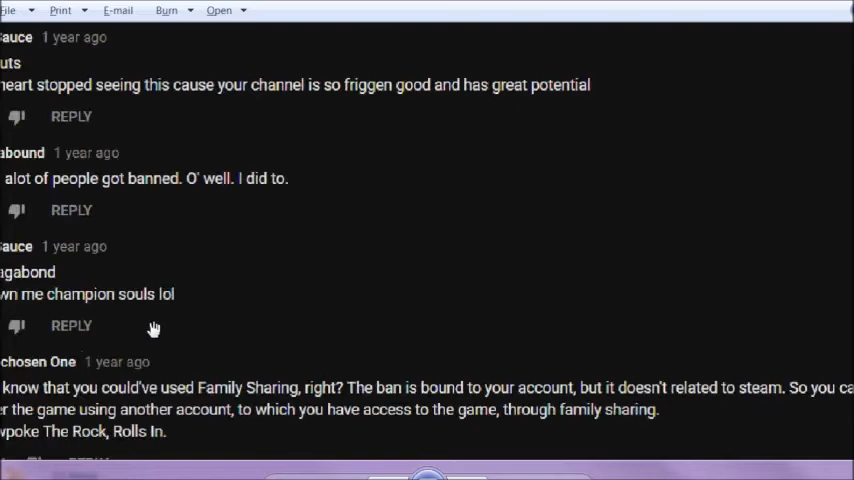 File Print E-mail Burn Open
auce 1 year ago
uts
heart stopped seeing this cause your channel is so friggen good and has great potential
REPLY
abound 1 year ago
alot of people got banned. O' well. I did to.
REPLY
auce 1 year ago
agabond
wn me champion souls lol
REPLY
chosen One 1 year ago
know that you could've used Family Sharing, right? The ban is bound to your account, but it doesn't related to steam. So you ca
er the game using another account, to which you have access to the game, through family sharing.
wpoke The Rock, Rolls In.